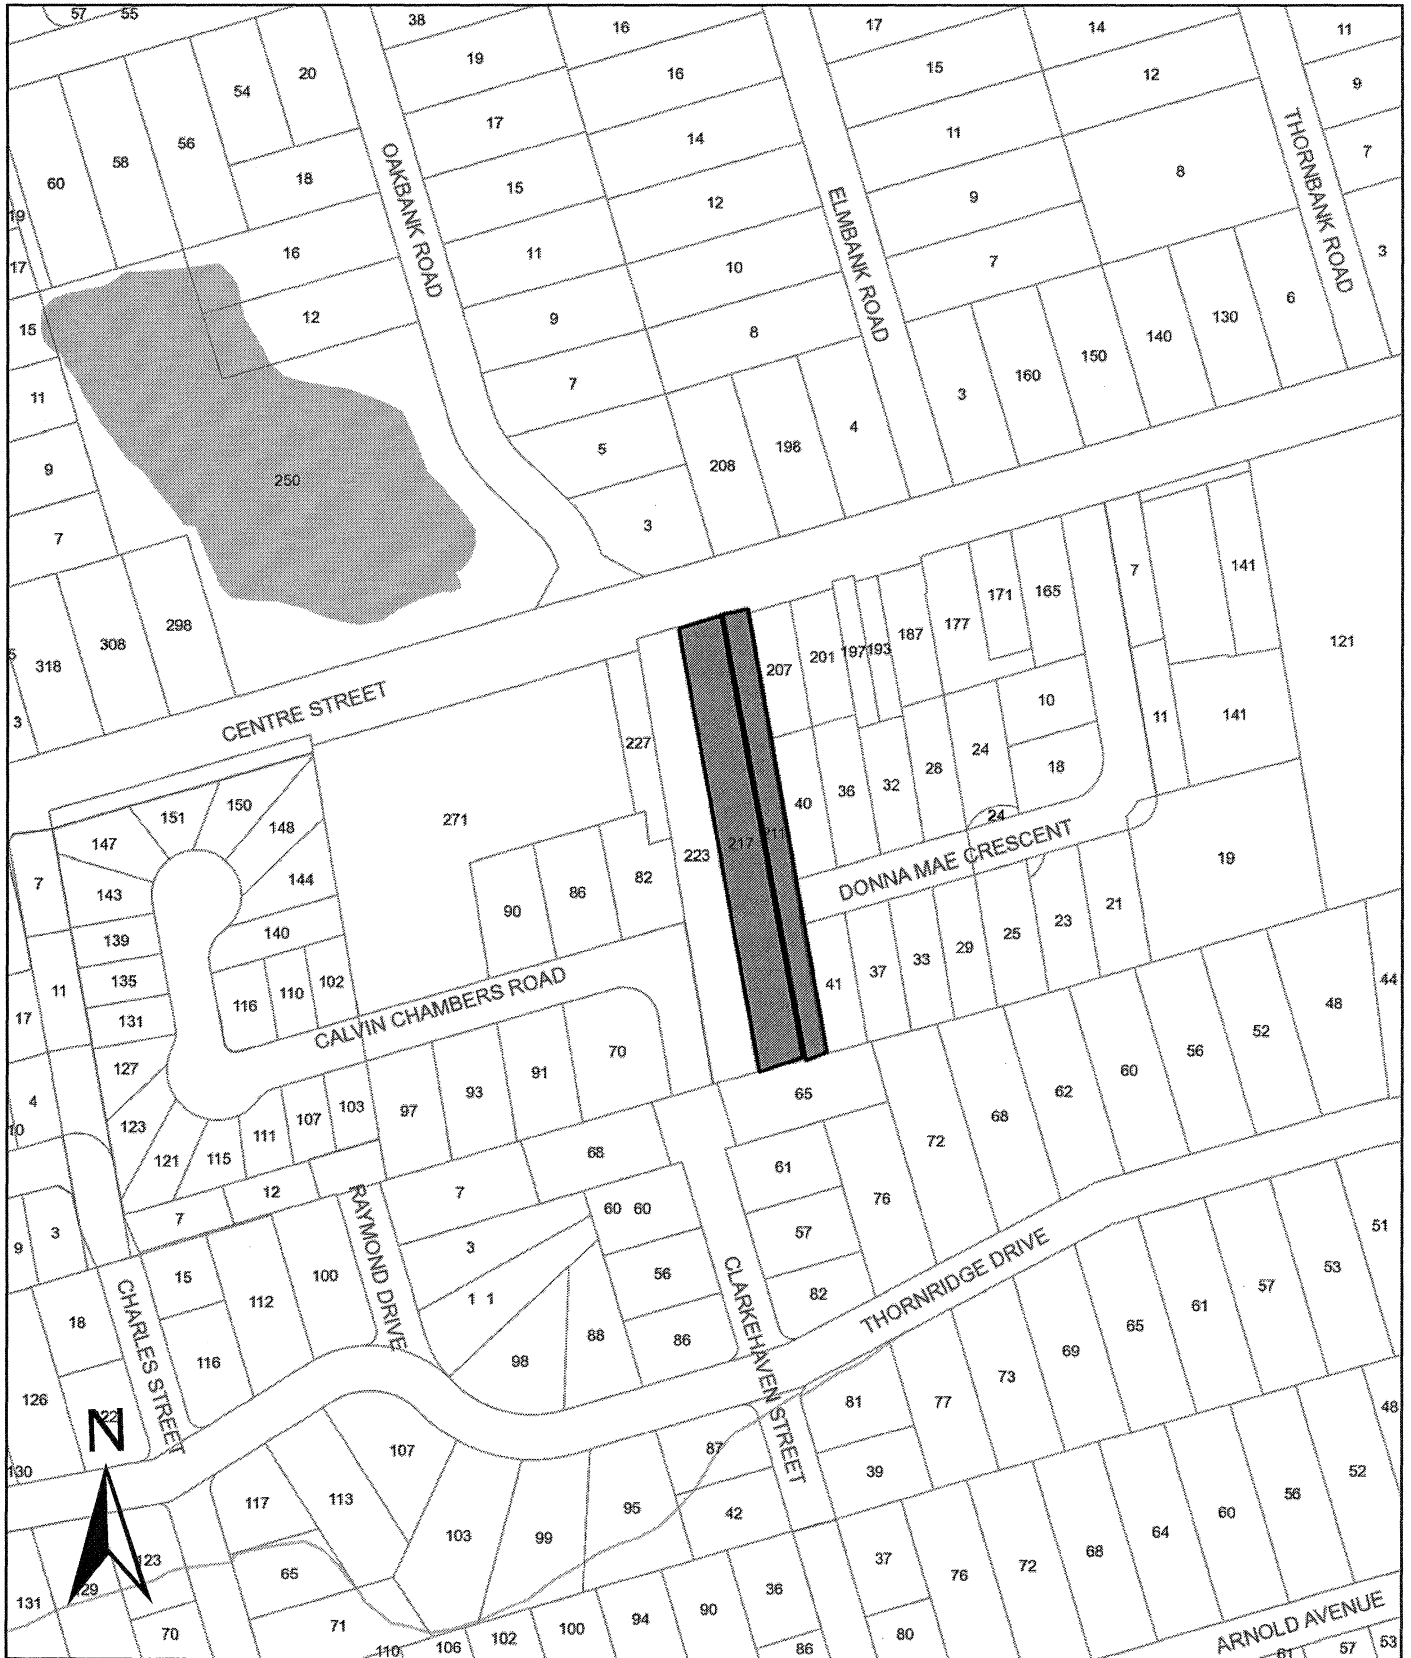 57 55 38 16 17 14 11
54 20 19 16 15 12 9
60 58 56 18 17 14 11 8 7
OAKBANK ROAD
ELMBANK ROAD
THORNBANK ROAD
19 17 16 15 12 9 3
15 12 11 10 7
11 9 8 6
9 250 7 4 3 160 150 140 130
7 5 208 198
3
318 308 298
3
CENTRE STREET
207 201 197 193 187 177 171 165 7 141 121
227 10 11 141
271 223 217 211 40 36 32 28 24 18
24
DONNA MAE CRESCENT
147 151 150 148
7 143 144 90 86 82 19
139 140
11 135 116 110 102
17 131
CALVIN CHAMBERS ROAD
41 37 33 29 25 23 21
127 70 44
4 91 48
10 123 111 107 103 97 93 65 52
121 115 68 72 68 62 60 56
12 7 61 76
7 60 60 57
9 3 3 56 82 51
RAYMOND DRIVE
CLARKEHAVEN STREET
THORNRIDGE DRIVE
15 112 100 1 1 53
18 116 98 88 86 57
CHARLES STREET
61
65
126 69
N
107 87 81 77 73 48
130 39 52
117 113 95 42 56
103 99 60
123 65 37 64
131 71 36 76 72 68
70 110 106 102 100 94 90 86 80
ARNOLD AVENUE
61 57 53